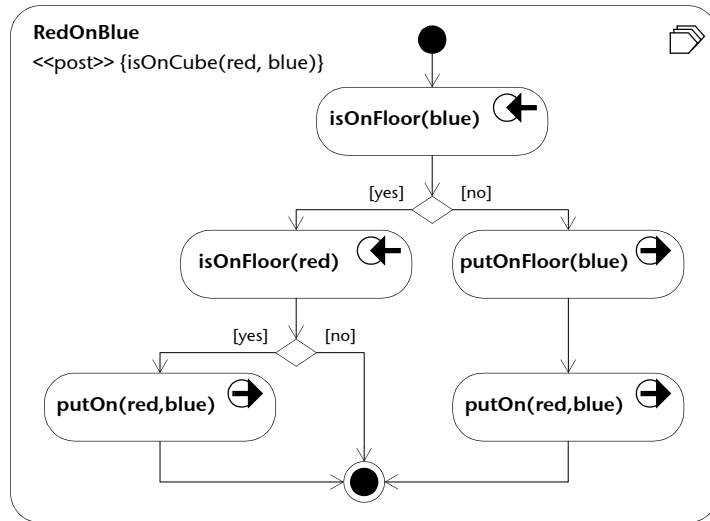 RedOnBlue
<<post>> {isOnCube(red, blue)}
isOnFloor(blue)
[yes] [no]
isOnFloor(red) putOnFloor(blue)
[yes] [no]
putOn(red,blue) putOn(red,blue)